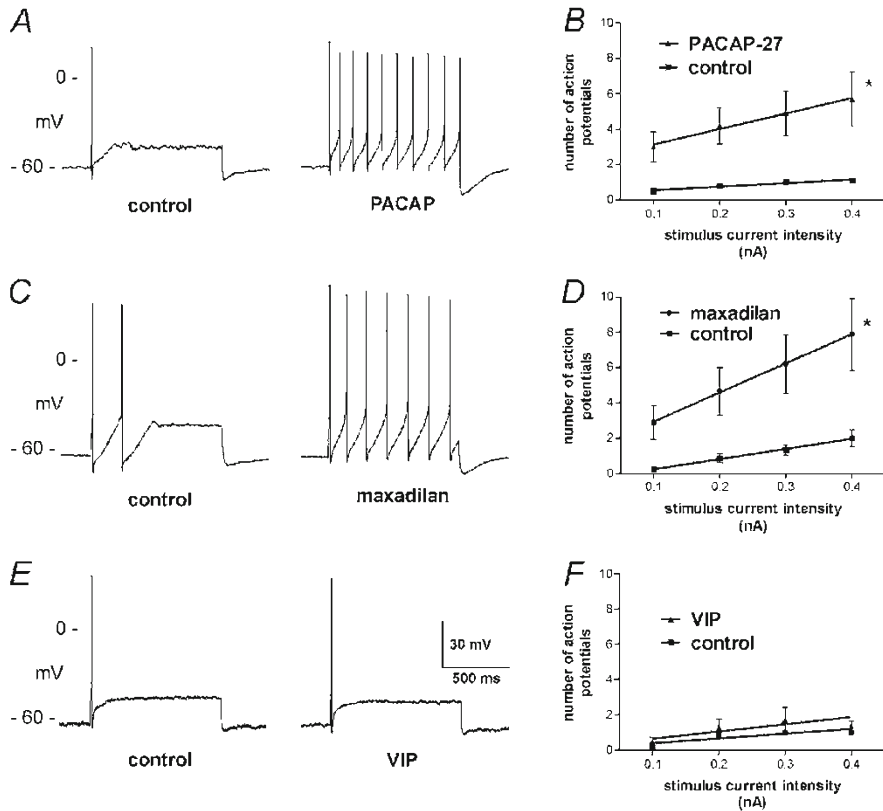 A
0 -
mV
- 60 -
control
PACAP
B
number of action
potentials
10
8
6
4
2
0
PACAP-27
control
*
0.1 0.2 0.3 0.4
stimulus current intensity
(nA)
C
0 -
mV
- 60 -
control
maxadilan
D
number of action
potentials
10
8
6
4
2
0
maxadilan
control
*
0.1 0.2 0.3 0.4
stimulus current intensity
(nA)
E
0 -
mV
- 60 -
control
VIP
30 mV
500 ms
F
number of action
potentials
10
8
6
4
2
0
VIP
control
0.1 0.2 0.3 0.4
stimulus current intensity
(nA)